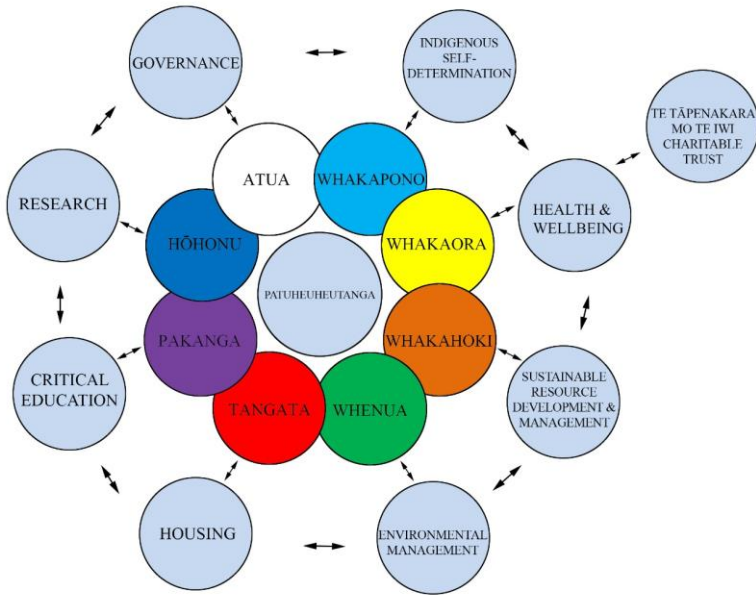 GOVERNANCE
INDIGENOUS
SELF-
DETERMINATION
TE TĀPENAKARA
MO TE IWI
CHARITABLE
TRUST
ATUA
WHAKAPONO
RESEARCH
HŌHONU
WHAKAORA
HEALTH &
WELLBEING
PATUHEUHEUTANGA
PAKANGA
WHAKAHOKI
CRITICAL
EDUCATION
TANGATA
WHENUA
SUSTAINABLE
RESOURCE
DEVELOPMENT &
MANAGEMENT
HOUSING
ENVIRONMENTAL
MANAGEMENT